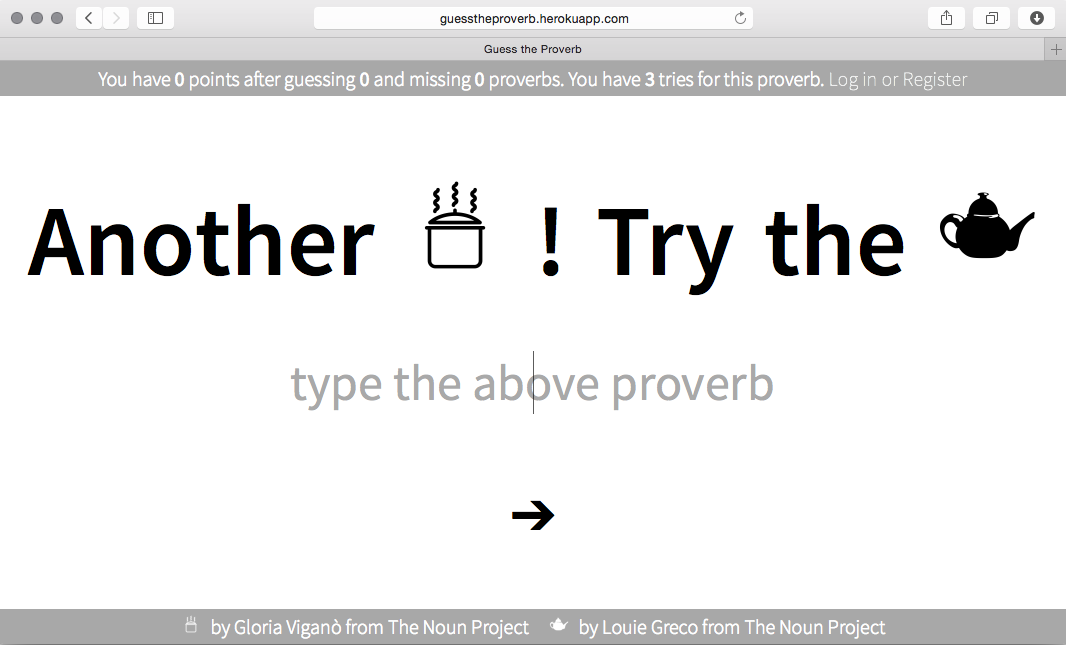 guesstheproverb.herokuapp.com
Guess the Proverb
You have 0 points after guessing 0 and missing 0 proverbs. You have 3 tries for this proverb. Log in or Register
Another ! Try the
type the above proverb
by Gloria Viganò from The Noun Project by Louie Greco from The Noun Project